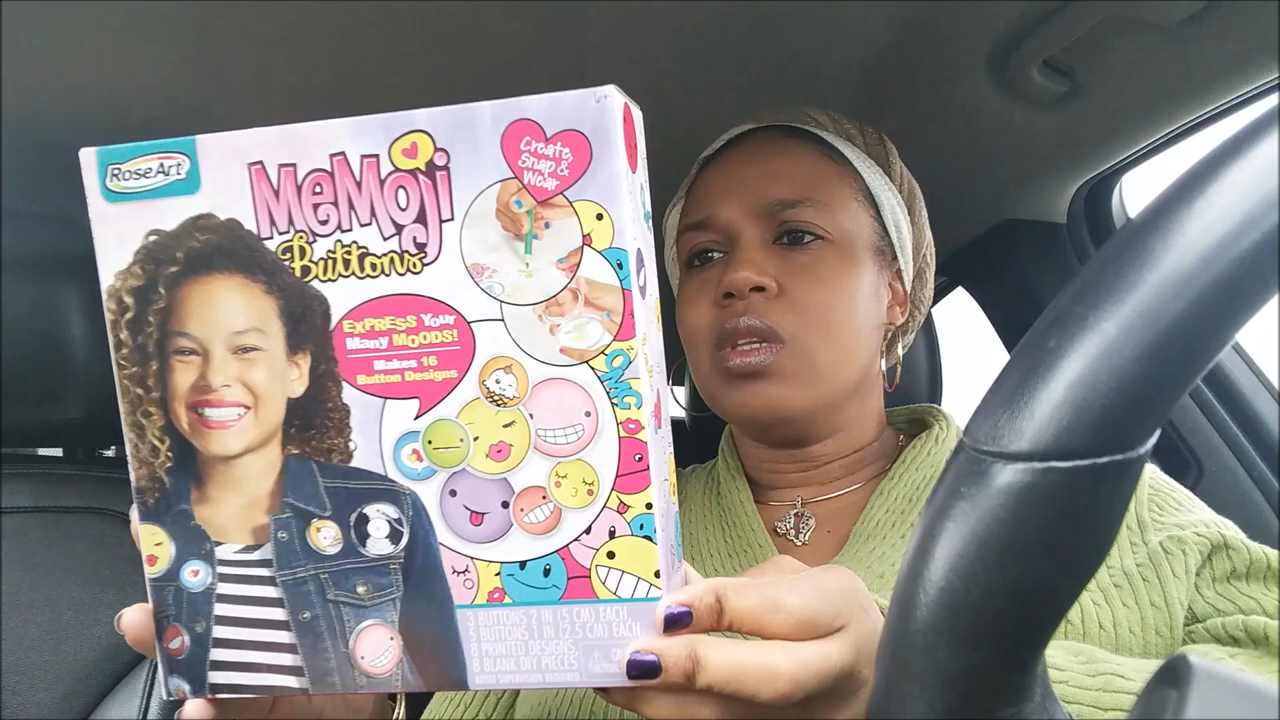 RoseArt
MeMoji
Buttons
Create,
Snap &
Wear
6+
EXPRESS Your
Many MOODS!
Makes 16
Button Designs
OMG
3 BUTTONS 2 IN (5 CM) EACH,
5 BUTTONS 1 IN (2.5 CM) EACH,
8 PRINTED DESIGNS,
8 BLANK DIY PIECES
ADULT SUPERVISION REQUIRED